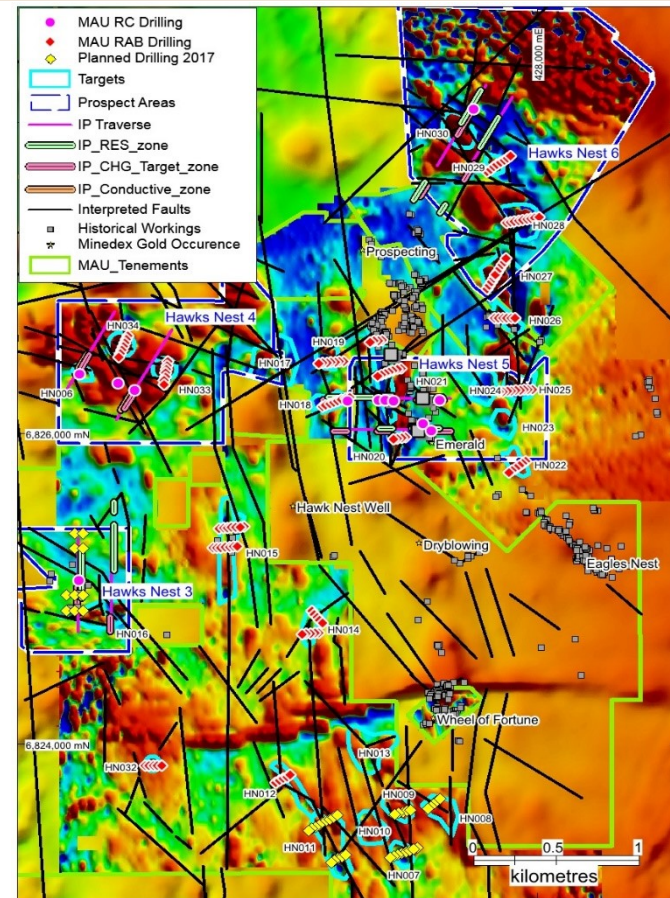 MAU RC Drilling
MAU RAB Drilling
Planned Drilling 2017
Targets
Prospect Areas
IP Traverse
IP_RES_zone
IP_CHG_Target_zone
IP_Conductive_zone
Interpreted Faults
Historical Workings
Minedex Gold Occurence
MAU_Tenements
428,000 mE
HN030
HN029
Hawks Nest 6
HN028
Prospecting
HN027
HN026
Hawks Nest 4
HN034
HN033
HN006
HN017
HN019
Hawks Nest 5
HN021
HN018
HN024
HN025
HN023
6,826,000 mN
HN020
Emerald
HN022
Hawk Nest Well
HN015
Dryblowing
Eagles Nest
Hawks Nest 3
HN016
HN014
Wheel of Fortune
6,824,000 mN
HN013
HN032
HN012
HN009
HN008
HN010
HN011
HN007
0 0.5 1
kilometres